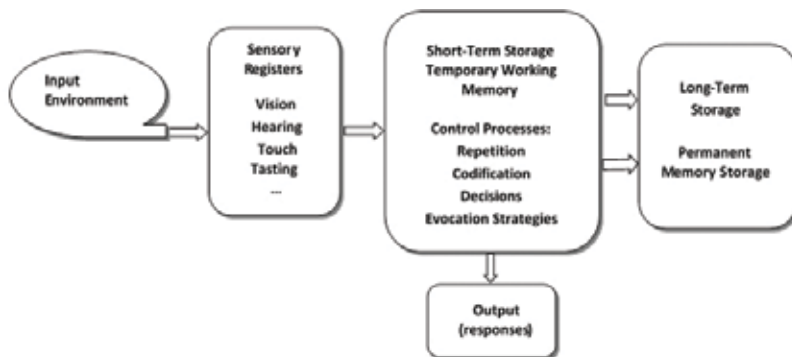 Input
Environment
Sensory
Registers
Vision
Hearing
Touch
Tasting
...
Short-Term Storage
Temporary Working
Memory
Control Processes:
Repetition
Codification
Decisions
Evocation Strategies
Long-Term
Storage
Permanent
Memory Storage
Output
(responses)